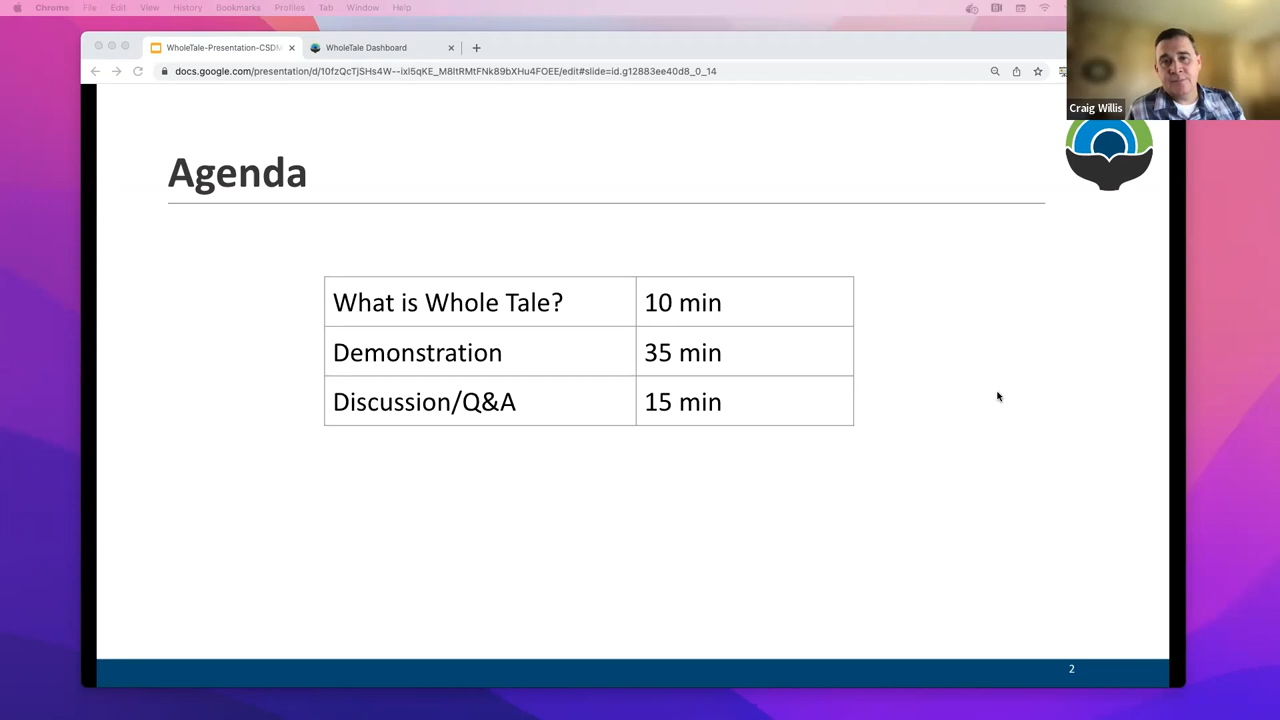 Chrome File Edit View History Bookmarks Profiles Tab Window Help
WholeTale-Presentation-CSDM
WholeTale Dashboard
docs.google.com/presentation/d/10fzQcTjSHs4W--ixl5qKE_M8ltRMtFNk89bXHu4FOEE/edit#slide=id.g12883ee40d8_0_14
Craig Willis
Agenda
What is Whole Tale? 10 min
Demonstration 35 min
Discussion/Q&A 15 min
2